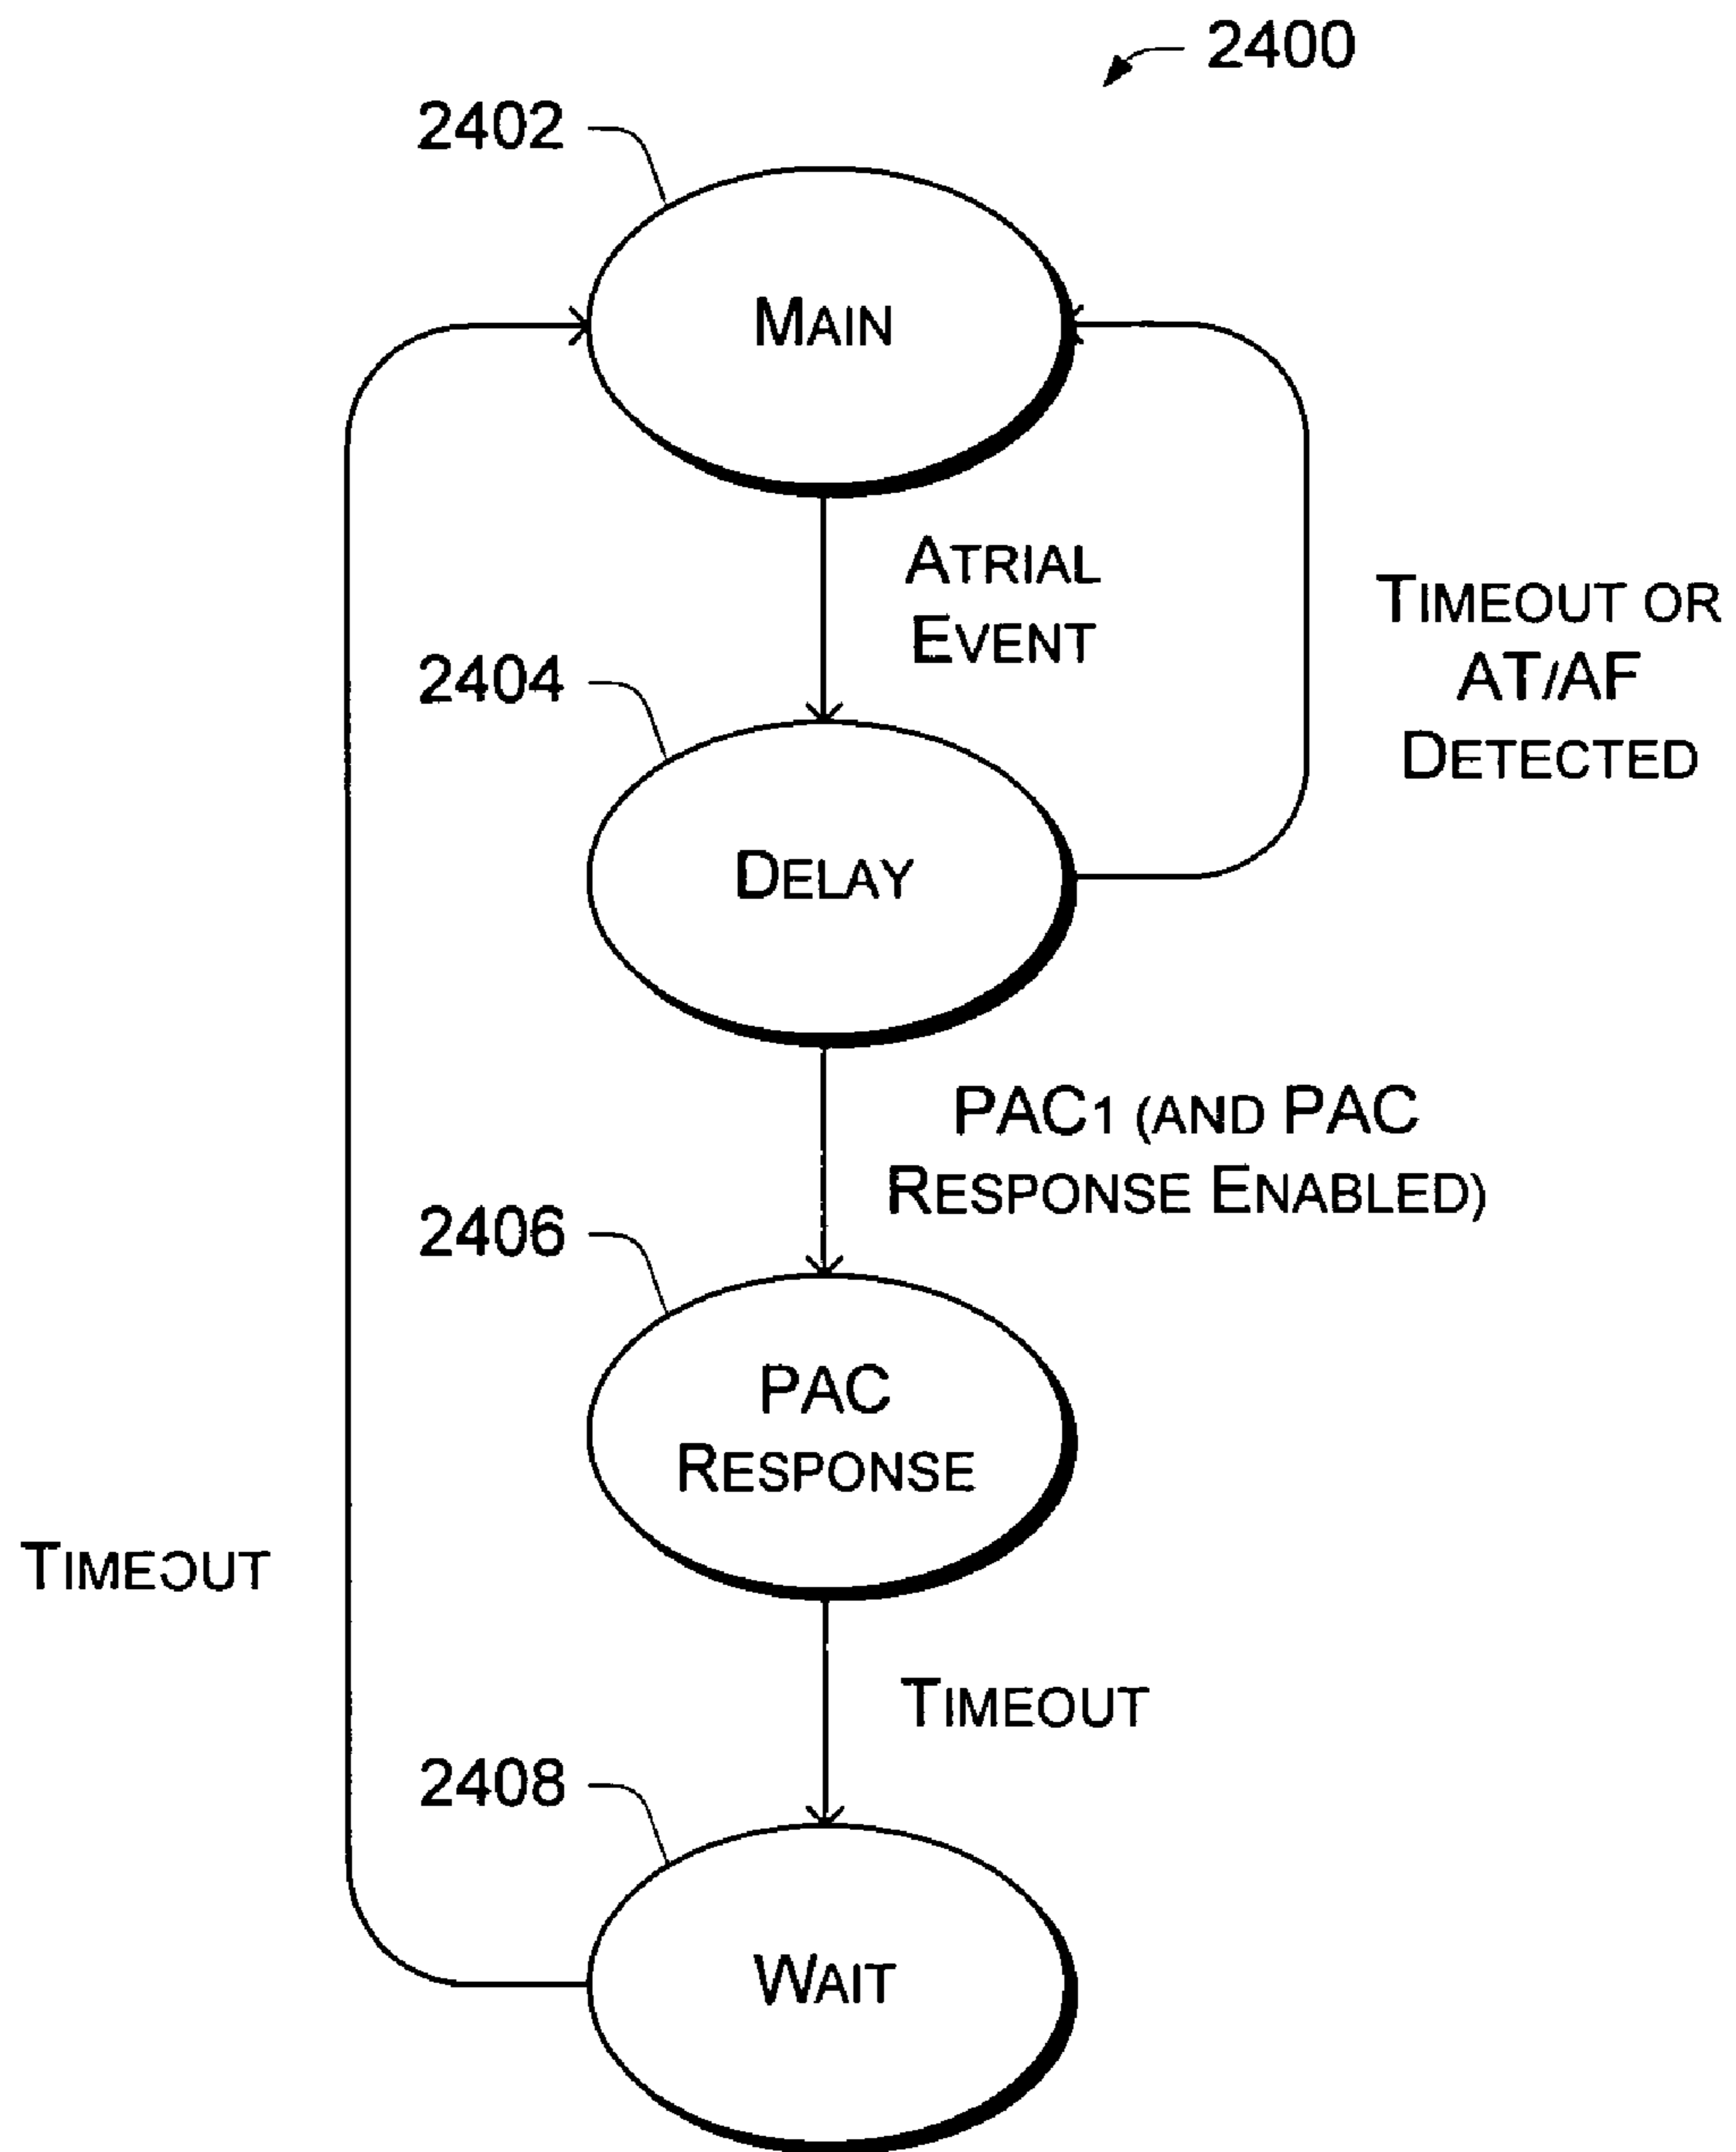 2400
2402
MAIN
ATRIAL
EVENT
TIMEOUT OR
AT/AF
DETECTED
2404
DELAY
PAC1 (AND PAC
RESPONSE ENABLED)
2406
PAC
RESPONSE
TIMEOUT
TIMEOUT
2408
WAIT